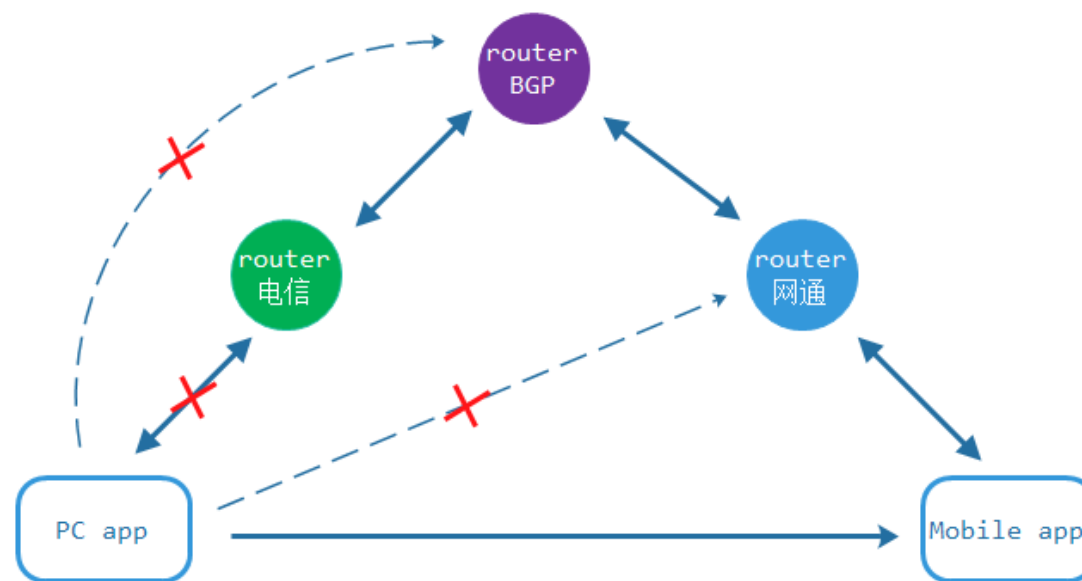 router
BGP
router
电信
router
网通
PC app
Mobile app